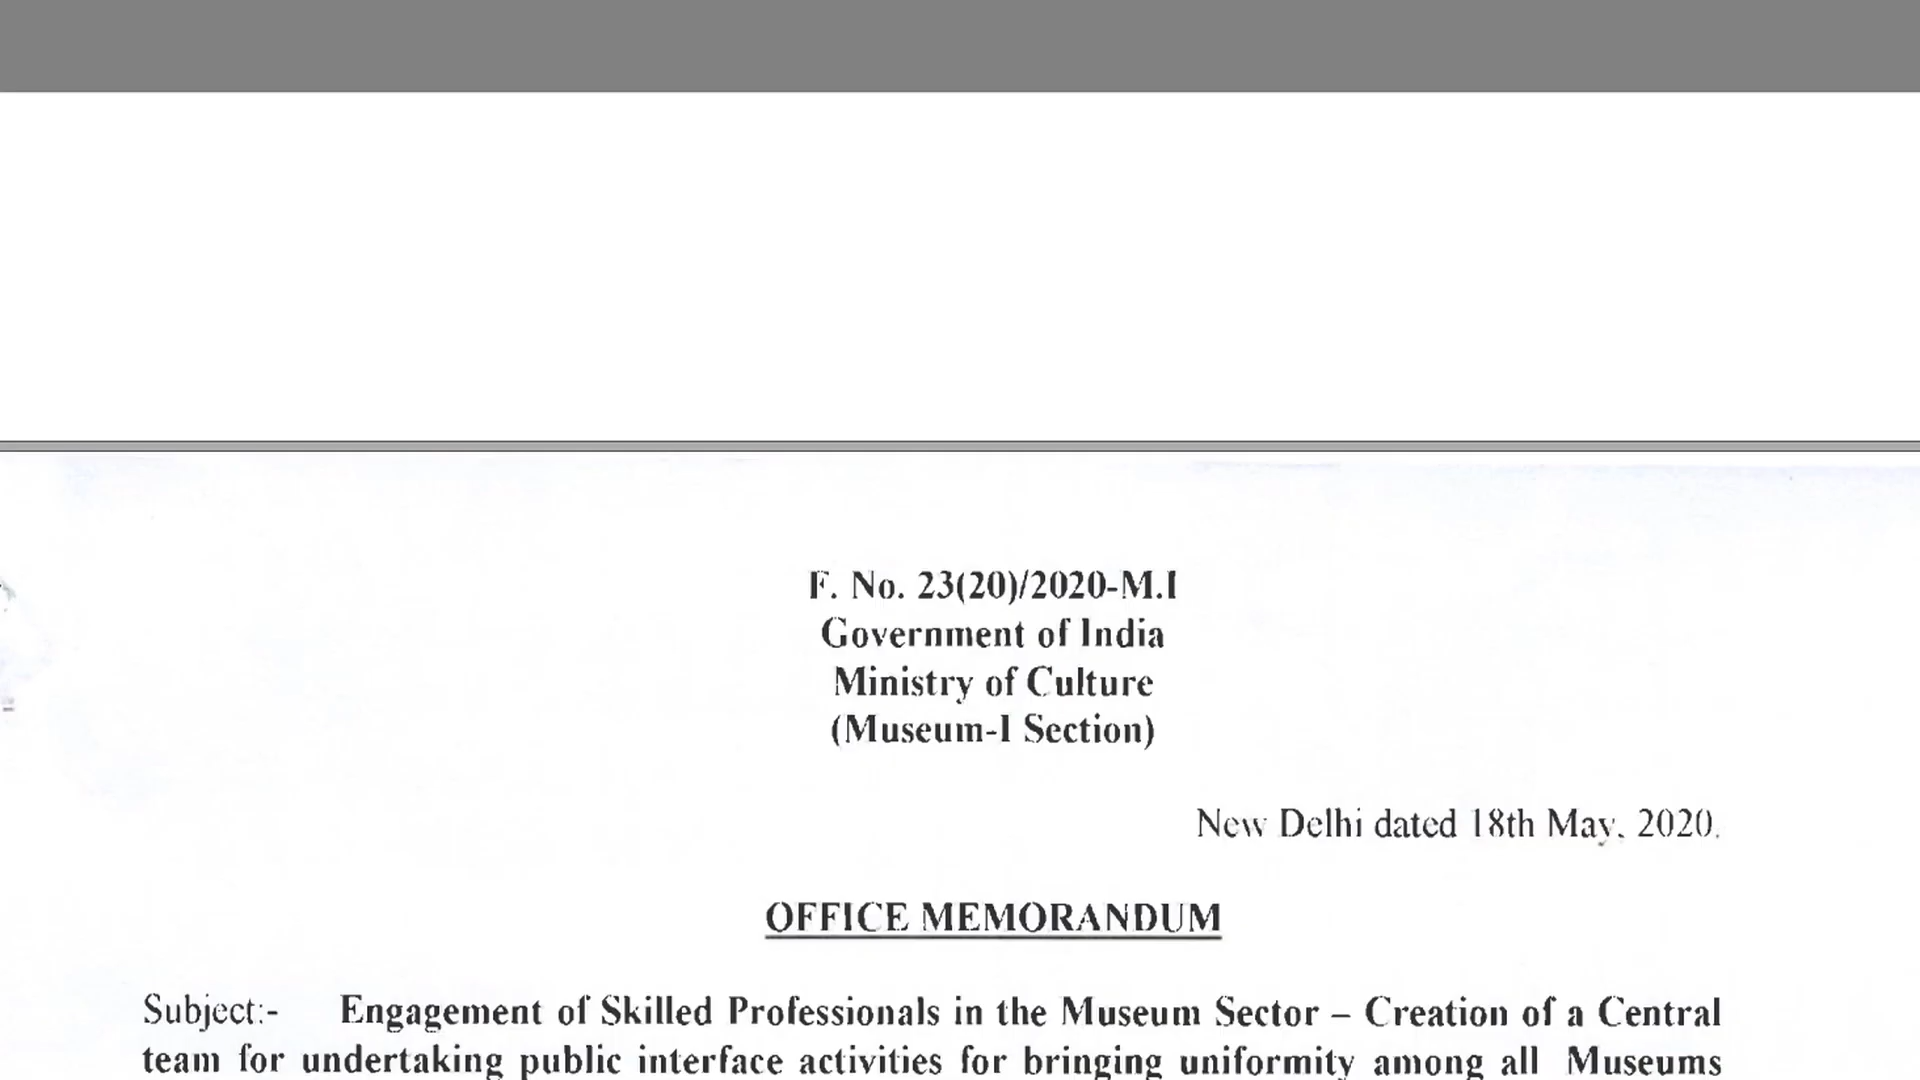 F. No. 23(20)/2020-M.I
Government of India
Ministry of Culture
(Museum-I Section)
New Delhi dated 18th May, 2020.
OFFICE MEMORANDUM
Subject:- Engagement of Skilled Professionals in the Museum Sector – Creation of a Central
team for undertaking public interface activities for bringing uniformity among all Museums